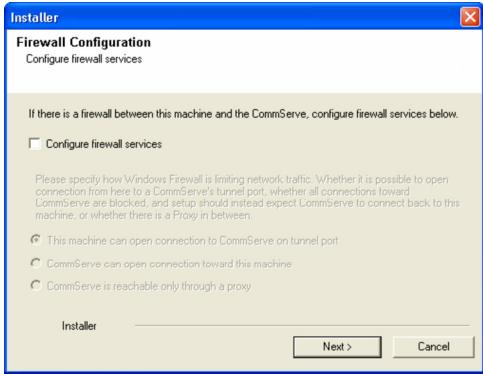 Installer
Firewall Configuration
Configure firewall services
If there is a firewall between this machine and the CommServe, configure firewall services below.
Configure firewall services
Please specify how Windows Firewall is limiting network traffic. Whether it is possible to open
connection from here to a CommServe's tunnel port, whether all connections toward
CommServe are blocked, and setup should instead expect CommServe to connect back to this
machine, or whether there is a Proxy in between.
This machine can open connection to CommServe on tunnel port
CommServe can open connection toward this machine
CommServe is reachable only through a proxy
Installer
Next >
Cancel